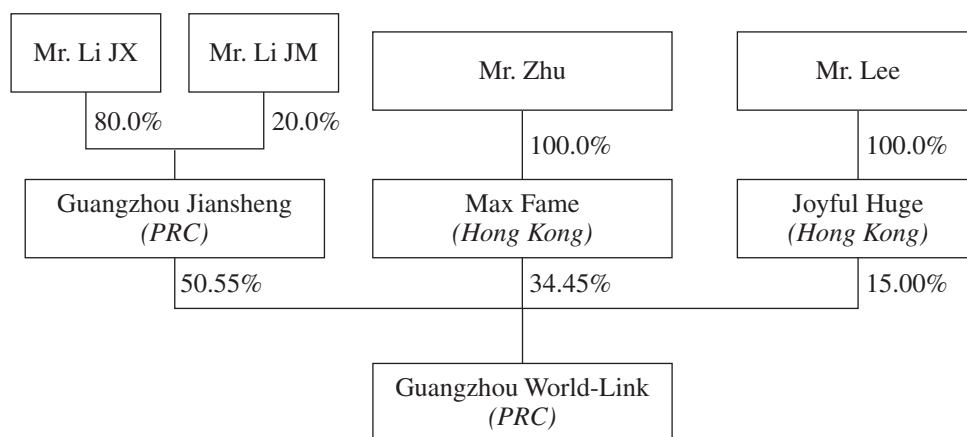 Mr. Li JX
Mr. Li JM
Mr. Zhu
Mr. Lee
80.0%
20.0%
100.0%
100.0%
Guangzhou Jiansheng
(PRC)
Max Fame
(Hong Kong)
Joyful Huge
(Hong Kong)
50.55%
34.45%
15.00%
Guangzhou World-Link
(PRC)